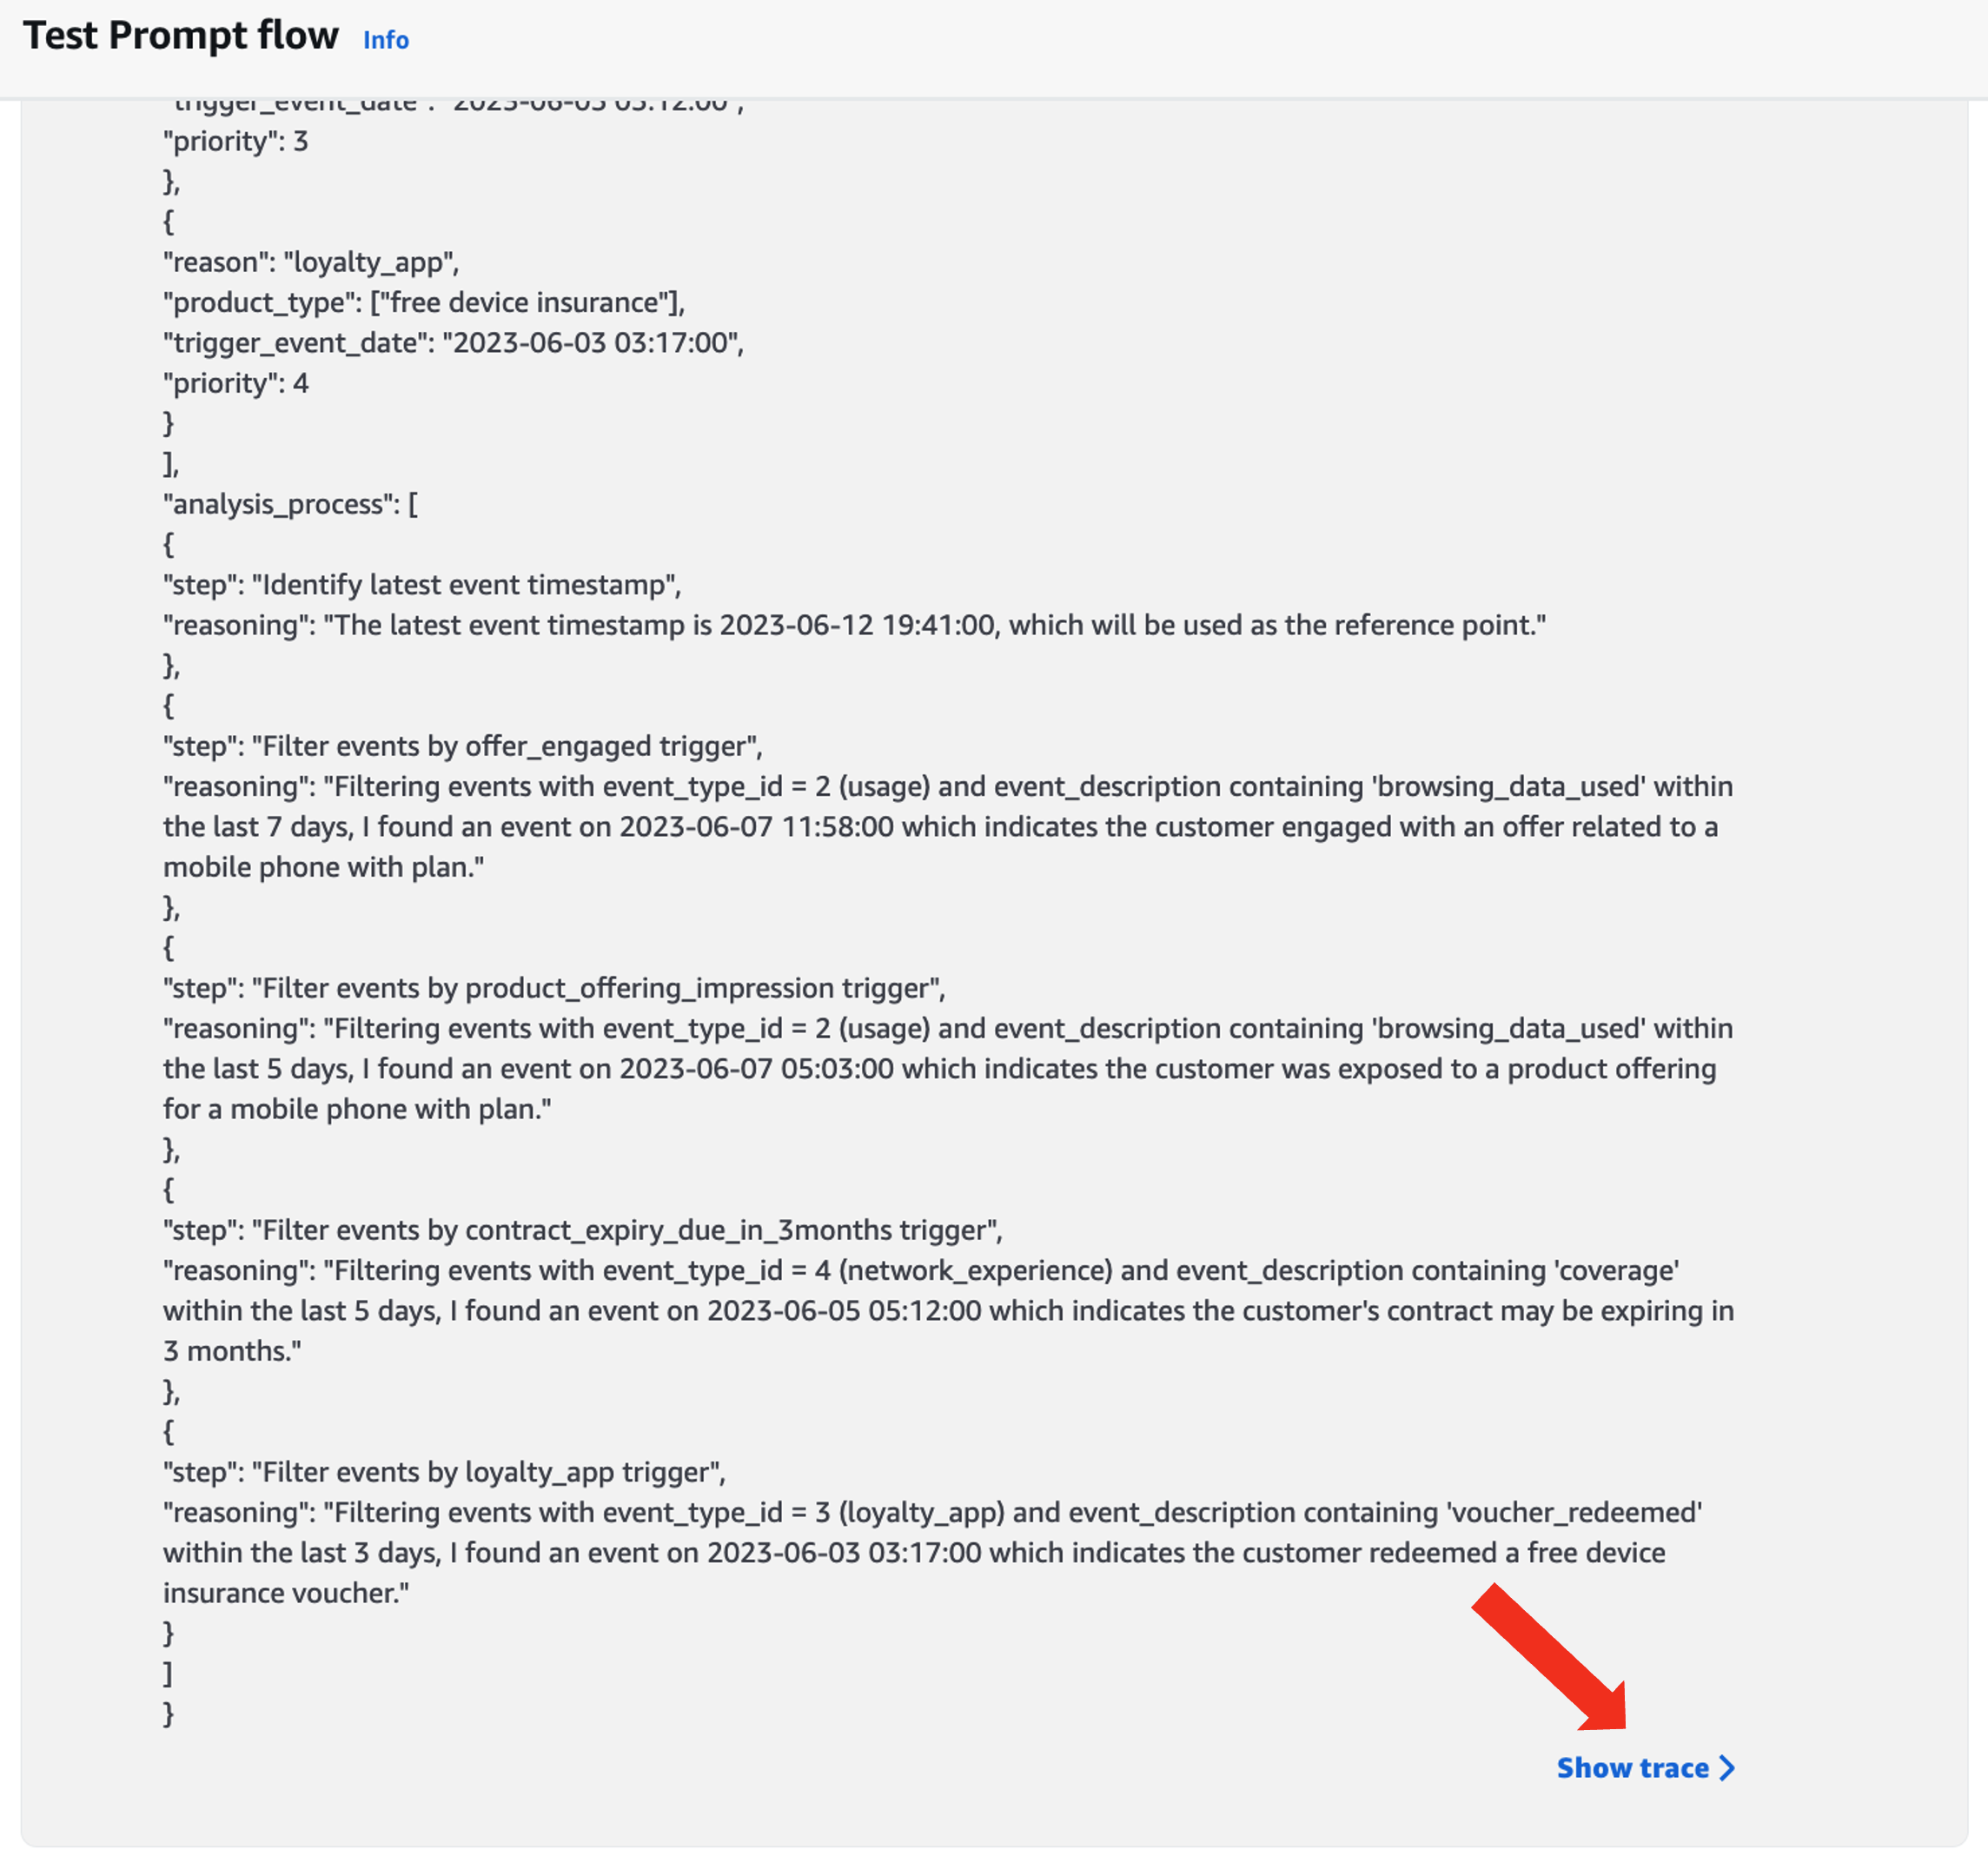 Test Prompt flow Info
"trigger_event_date": "2023-06-05 05:12:00",
"priority": 3
},
{
"reason": "loyalty_app",
"product_type": ["free device insurance"],
"trigger_event_date": "2023-06-03 03:17:00",
"priority": 4
}
],
"analysis_process": [
{
"step": "Identify latest event timestamp",
"reasoning": "The latest event timestamp is 2023-06-12 19:41:00, which will be used as the reference point."
},
{
"step": "Filter events by offer_engaged trigger",
"reasoning": "Filtering events with event_type_id = 2 (usage) and event_description containing 'browsing_data_used' within
the last 7 days, I found an event on 2023-06-07 11:58:00 which indicates the customer engaged with an offer related to a
mobile phone with plan."
},
{
"step": "Filter events by product_offering_impression trigger",
"reasoning": "Filtering events with event_type_id = 2 (usage) and event_description containing 'browsing_data_used' within
the last 5 days, I found an event on 2023-06-07 05:03:00 which indicates the customer was exposed to a product offering
for a mobile phone with plan."
},
{
"step": "Filter events by contract_expiry_due_in_3months trigger",
"reasoning": "Filtering events with event_type_id = 4 (network_experience) and event_description containing 'coverage'
within the last 5 days, I found an event on 2023-06-05 05:12:00 which indicates the customer's contract may be expiring in
3 months."
},
{
"step": "Filter events by loyalty_app trigger",
"reasoning": "Filtering events with event_type_id = 3 (loyalty_app) and event_description containing 'voucher_redeemed'
within the last 3 days, I found an event on 2023-06-03 03:17:00 which indicates the customer redeemed a free device
insurance voucher."
}
]
}
Show trace